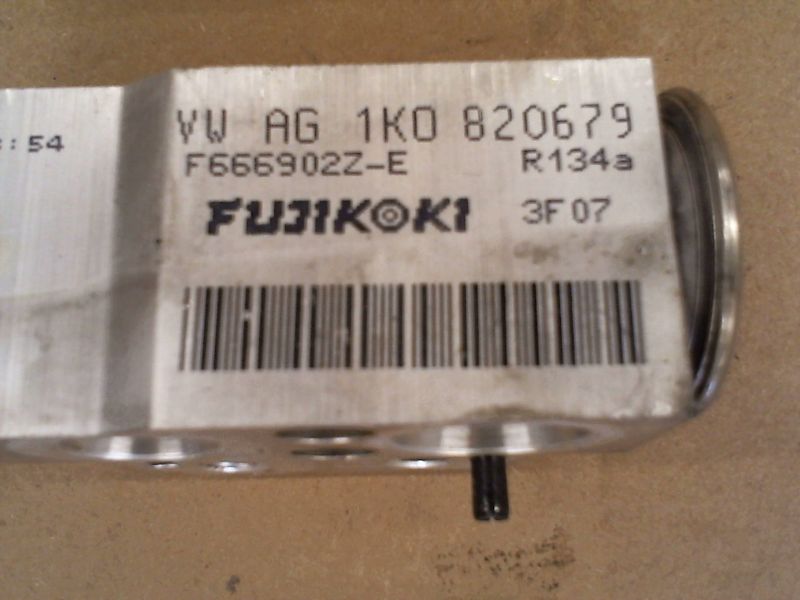 VW AG 1K0 820679
:54
F666902Z-E R134a
FUJIKOKI 3F07